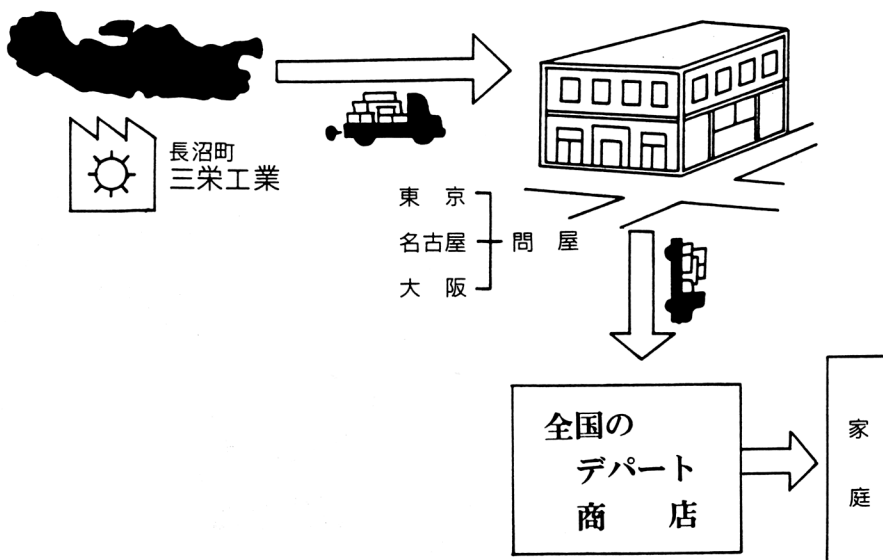 長沼町
三栄工業
東京
名古屋
大阪
問屋
全国の
デパート
商店
家庭